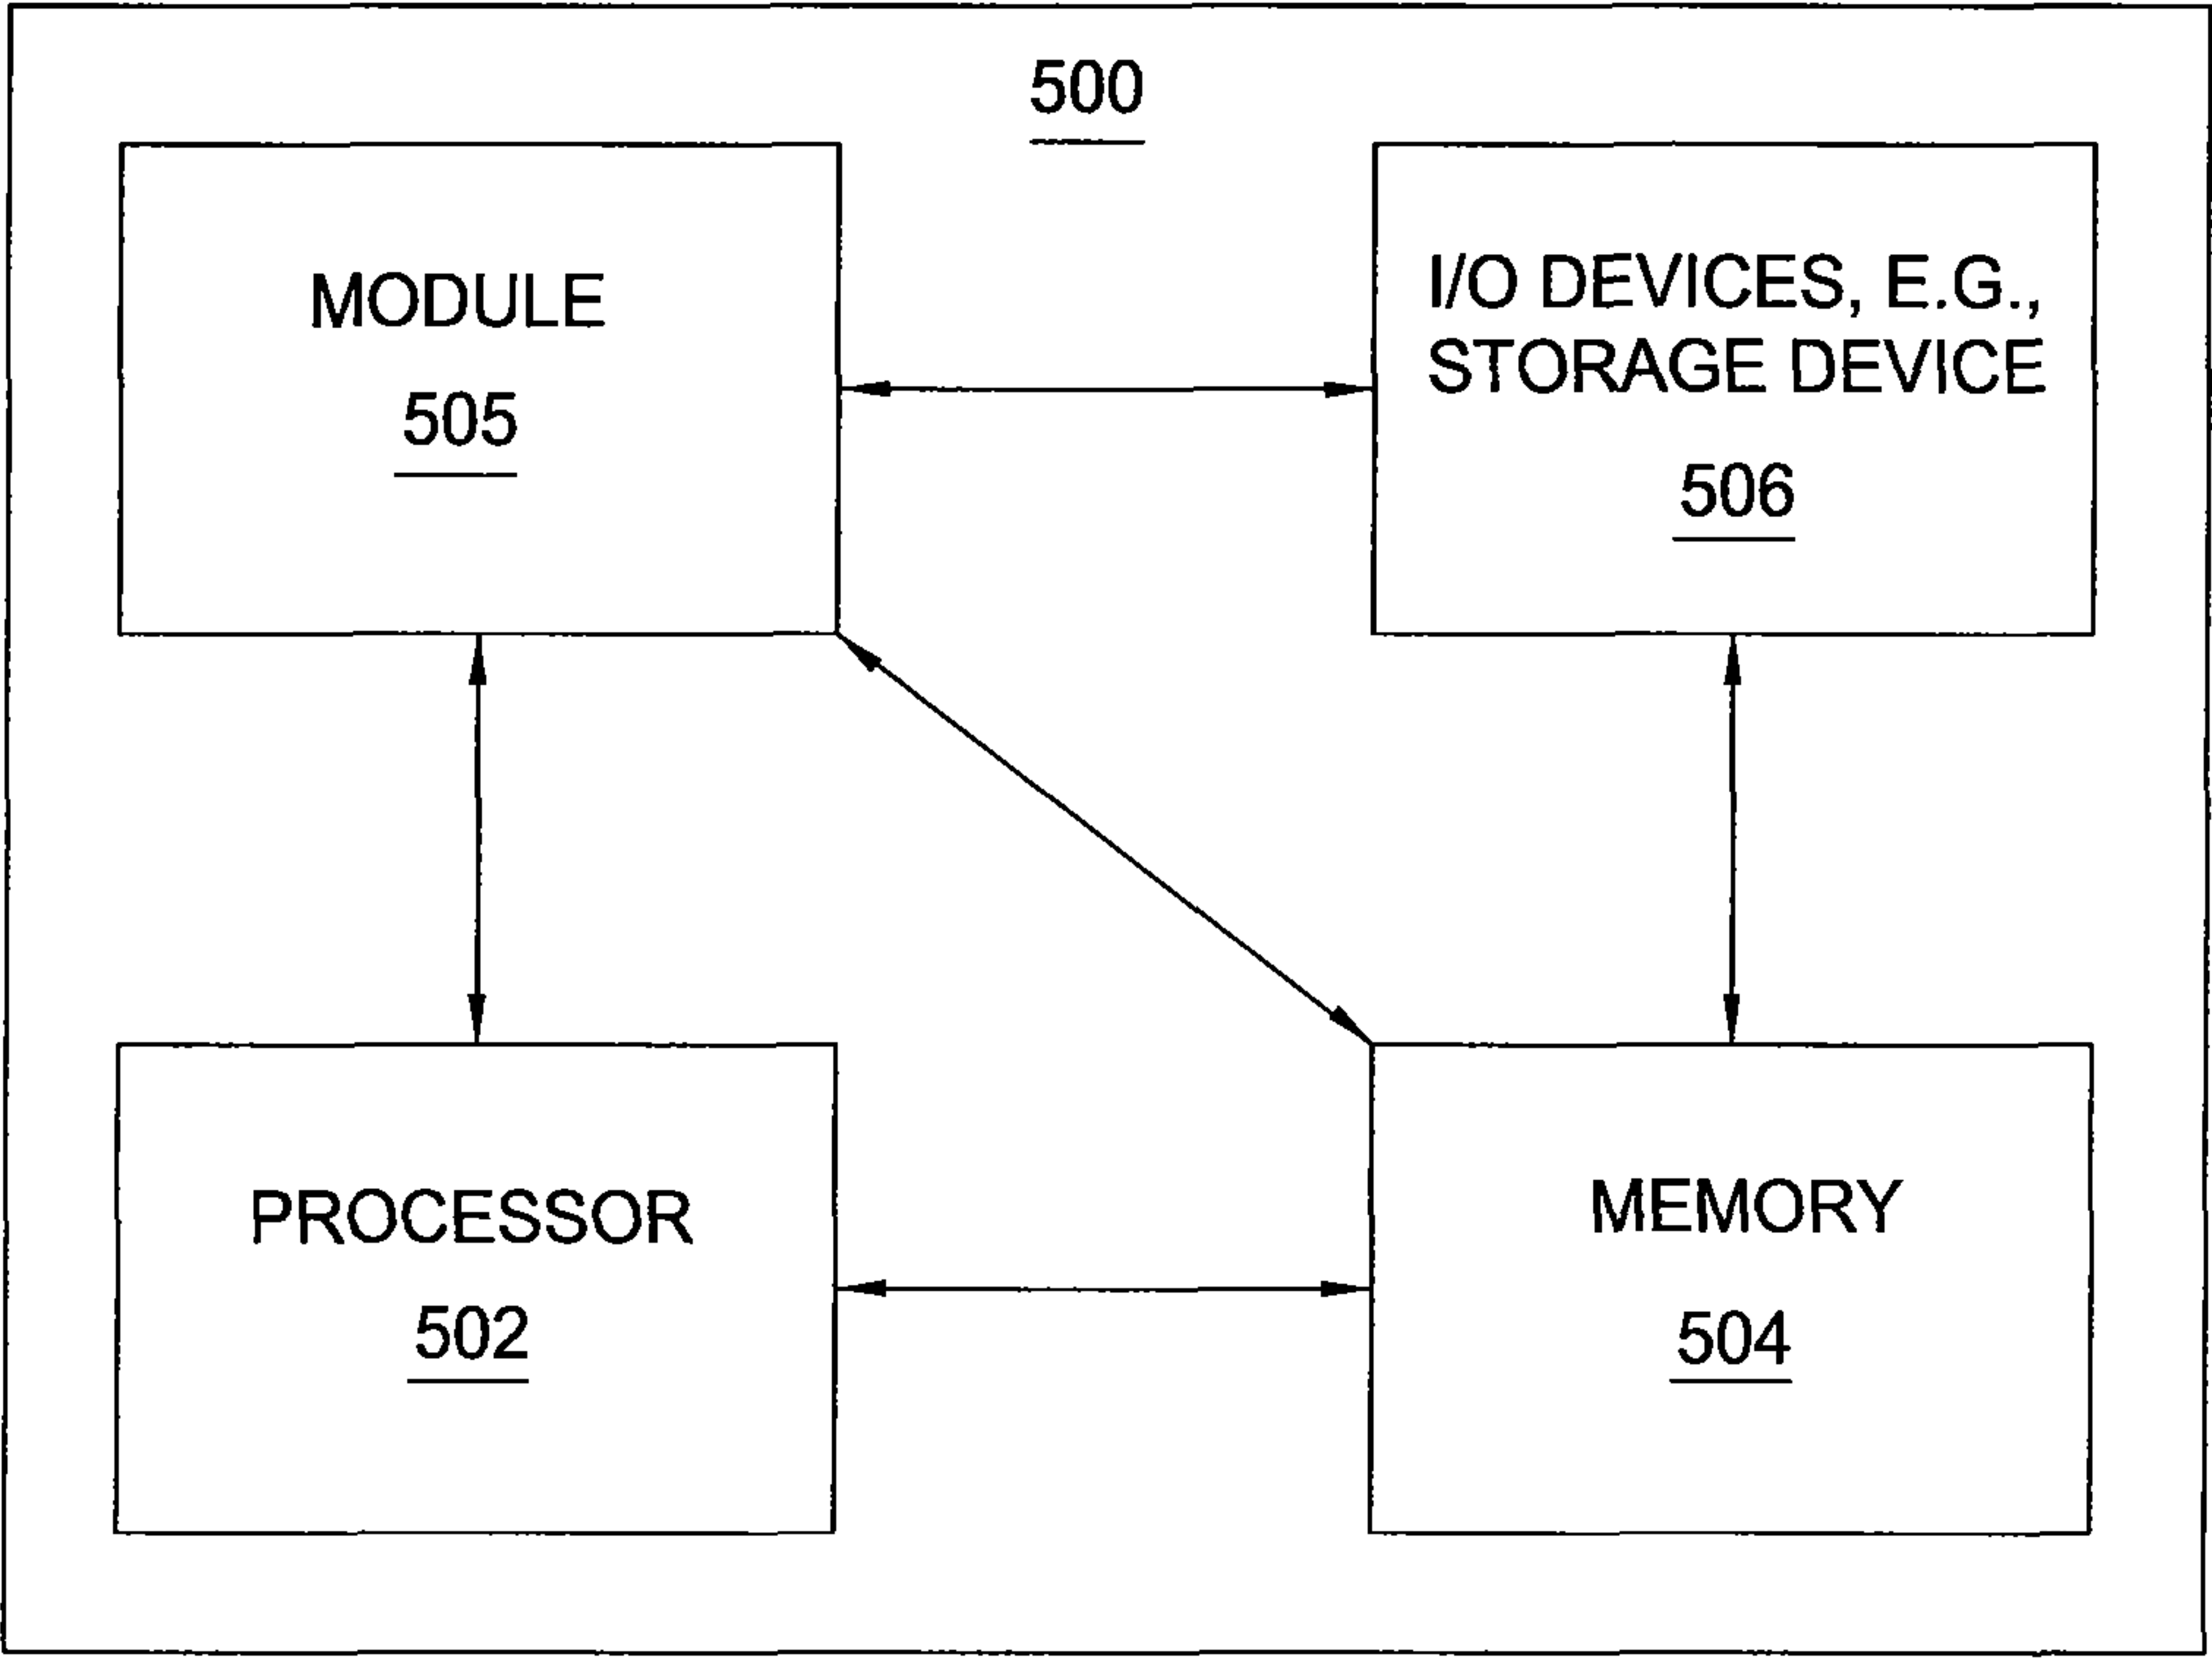 500
MODULE
505
I/O DEVICES, E.G.,
STORAGE DEVICE
506
PROCESSOR
502
MEMORY
504